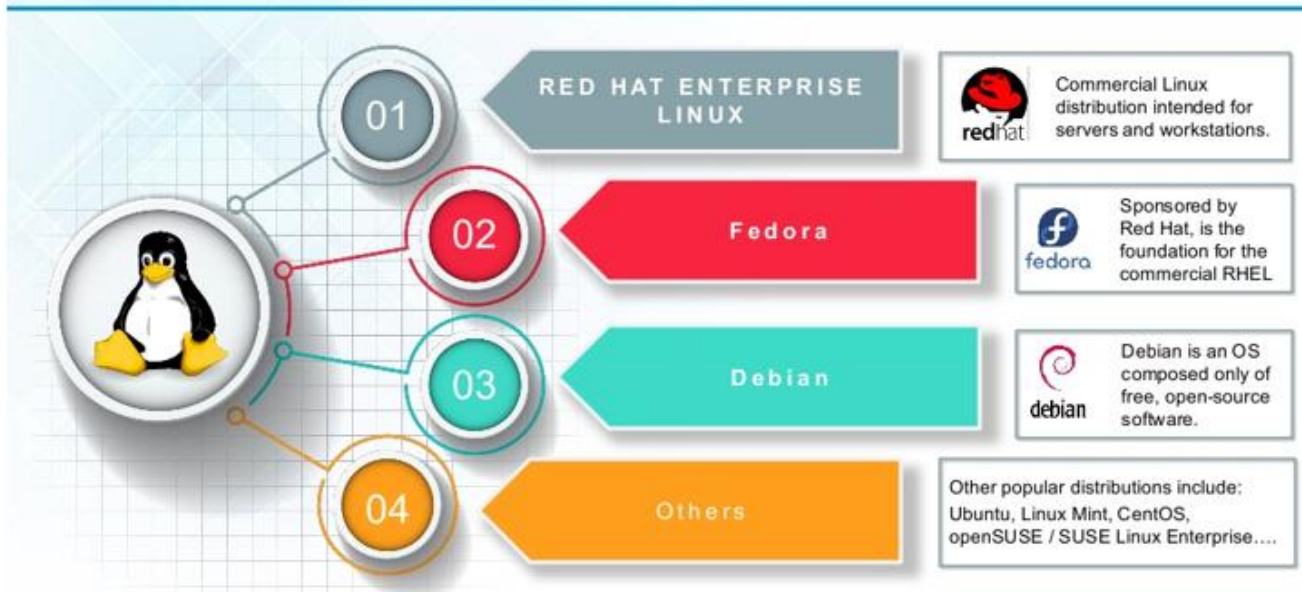 01
RED HAT ENTERPRISE
LINUX
redhat
Commercial Linux
distribution intended for
servers and workstations.
02
Fedora
fedora
Sponsored by
Red Hat, is the
foundation for the
commercial RHEL
03
Debian
debian
Debian is an OS
composed only of
free, open-source
software.
04
Others
Other popular distributions include:
Ubuntu, Linux Mint, CentOS,
openSUSE / SUSE Linux Enterprise....